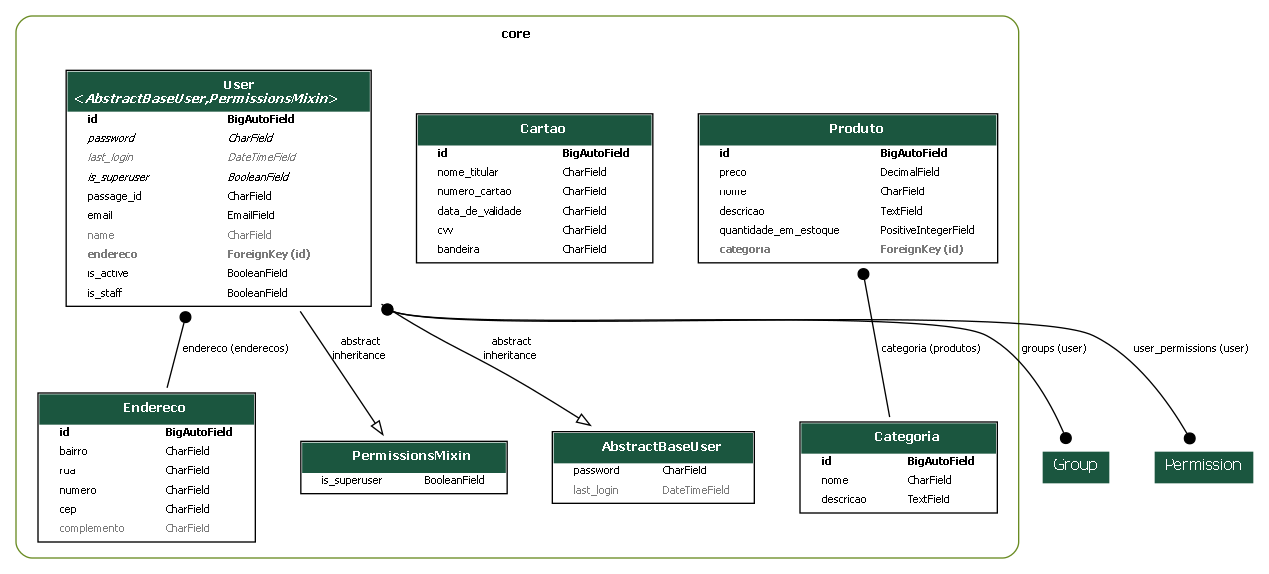 core
User
<AbstractBaseUser,PermissionsMixin>
id BigAutoField
password CharField
last_login DateTimeField
is_superuser BooleanField
passage_id CharField
email EmailField
name CharField
endereco ForeignKey (id)
is_active BooleanField
is_staff BooleanField
Cartao
id BigAutoField
nome_titular CharField
numero_cartao CharField
data_de_validade CharField
cvv CharField
bandeira CharField
Produto
id BigAutoField
preco DecimalField
nome CharField
descricao TextField
quantidade_em_estoque PositiveIntegerField
categoria ForeignKey (id)
endereco (enderecos)
abstract
inheritance
abstract
inheritance
categoria (produtos)
groups (user)
user_permissions (user)
Endereco
id BigAutoField
bairro CharField
rua CharField
numero CharField
cep CharField
complemento CharField
PermissionsMixin
is_superuser BooleanField
AbstractBaseUser
password CharField
last_login DateTimeField
Categoria
id BigAutoField
nome CharField
descricao TextField
Group
Permission